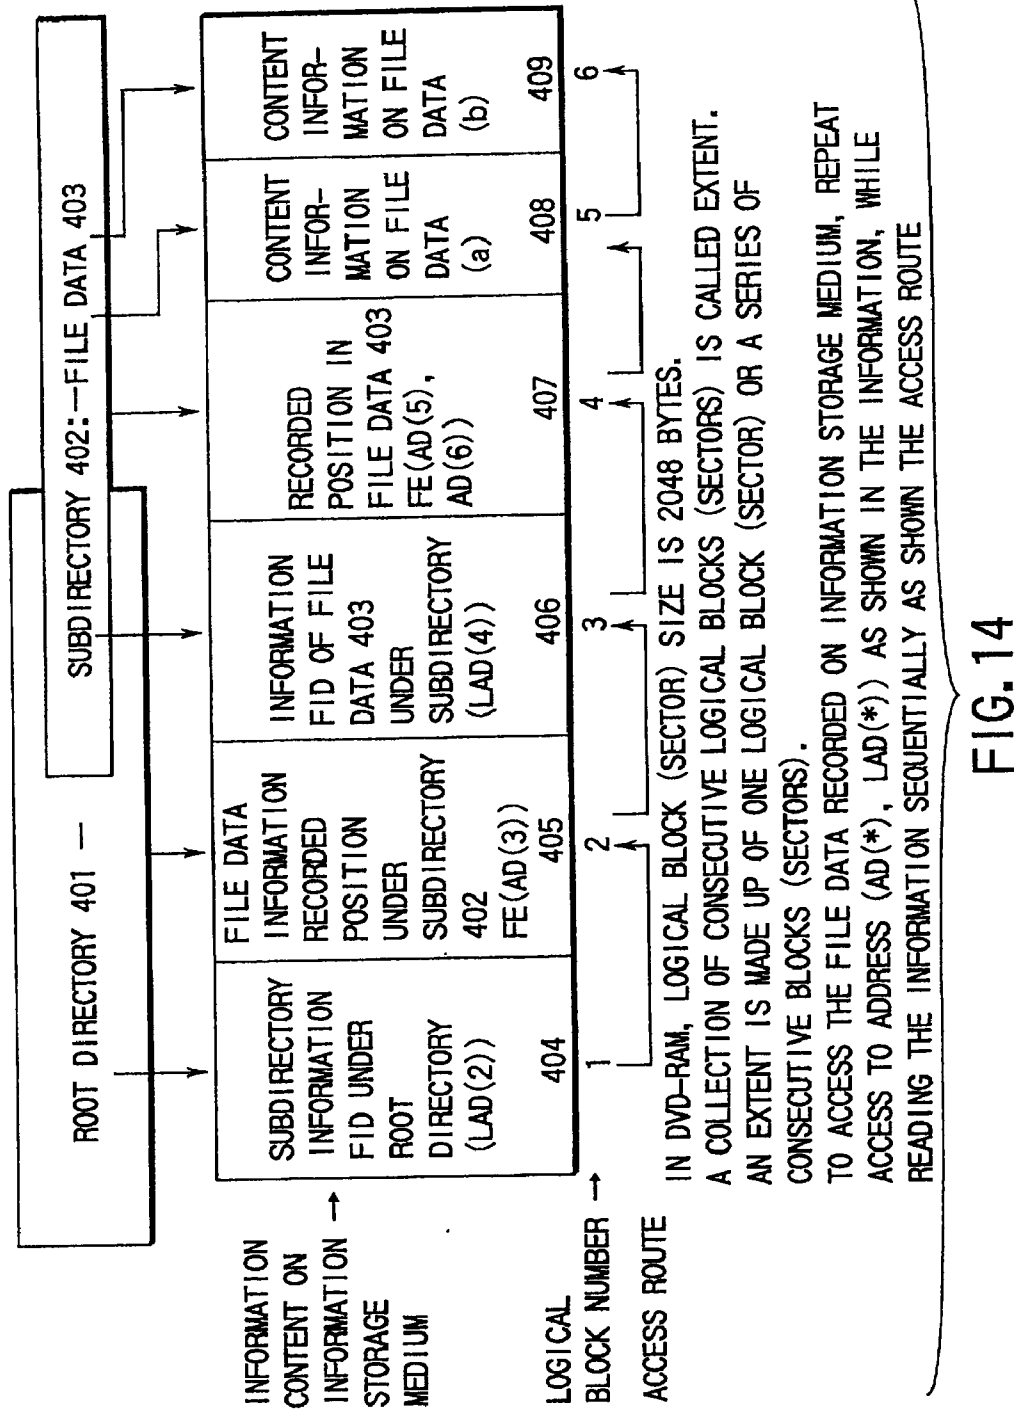 ROOT DIRECTORY 401 —
SUBDIRECTORY 402:—FILE DATA 403
INFORMATION
CONTENT ON
INFORMATION →
STORAGE
MEDIUM
SUBDIRECTORY
INFORMATION
FID UNDER
ROOT
DIRECTORY
(LAD(2))
404
FILE DATA
INFORMATION
RECORDED
POSITION
UNDER
SUBDIRECTORY
402
FE(AD(3))
405
INFORMATION
FID OF FILE
DATA 403
UNDER
SUBDIRECTORY
(LAD(4))
406
RECORDED
POSITION IN
FILE DATA 403
FE(AD(5),
AD(6))
407
CONTENT
INFOR-
MATION
ON FILE
DATA
(a)
408
CONTENT
INFOR-
MATION
ON FILE
DATA
(b)
409
LOGICAL
BLOCK NUMBER →
1 2 3 4 5 6
ACCESS ROUTE
IN DVD-RAM, LOGICAL BLOCK (SECTOR) SIZE IS 2048 BYTES.
A COLLECTION OF CONSECUTIVE LOGICAL BLOCKS (SECTORS) IS CALLED EXTENT.
AN EXTENT IS MADE UP OF ONE LOGICAL BLOCK (SECTOR) OR A SERIES OF
CONSECUTIVE BLOCKS (SECTORS).
TO ACCESS THE FILE DATA RECORDED ON INFORMATION STORAGE MEDIUM, REPEAT
ACCESS TO ADDRESS (AD(*), LAD(*)) AS SHOWN IN THE INFORMATION, WHILE
READING THE INFORMATION SEQUENTIALLY AS SHOWN THE ACCESS ROUTE
FIG. 14